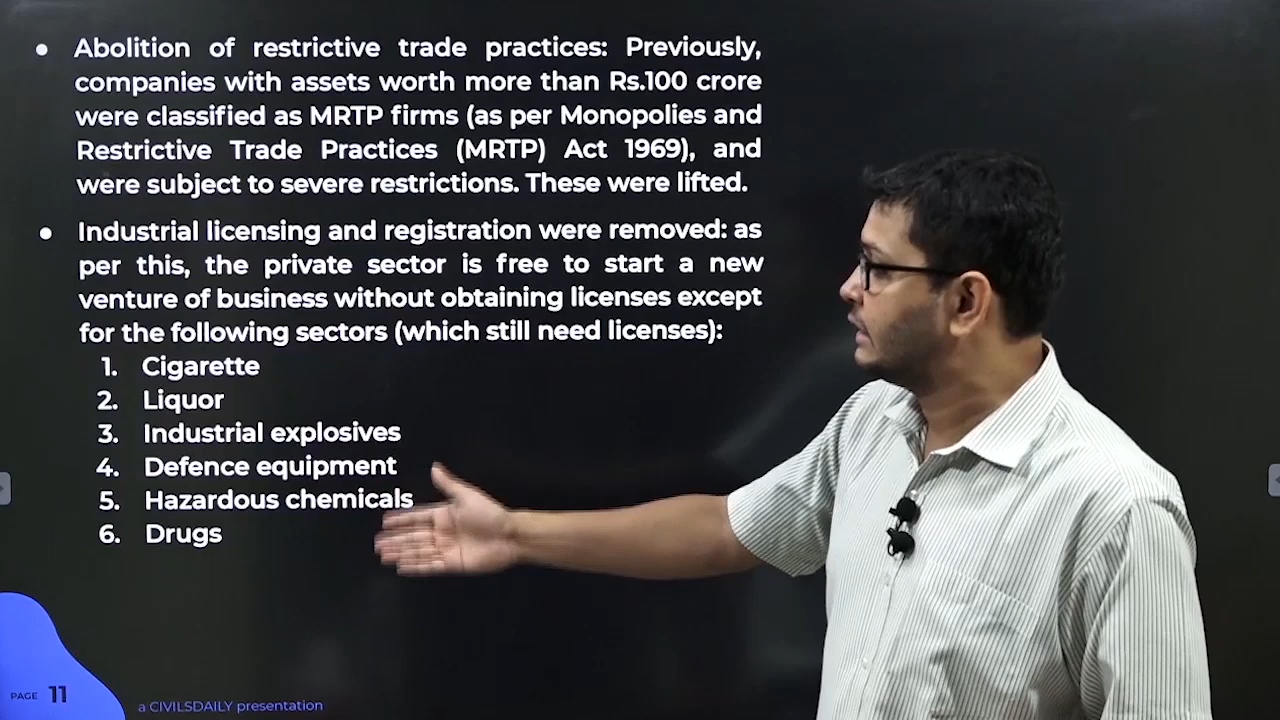 • Abolition of restrictive trade practices: Previously,
companies with assets worth more than Rs.100 crore
were classified as MRTP firms (as per Monopolies and
Restrictive Trade Practices (MRTP) Act 1969), and
were subject to severe restrictions. These were lifted.
• Industrial licensing and registration were removed: as
per this, the private sector is free to start a new
venture of business without obtaining licenses except
for the following sectors (which still need licenses):
1. Cigarette
2. Liquor
3. Industrial explosives
4. Defence equipment
5. Hazardous chemicals
6. Drugs
PAGE 11
a CIVILSDAILY presentation